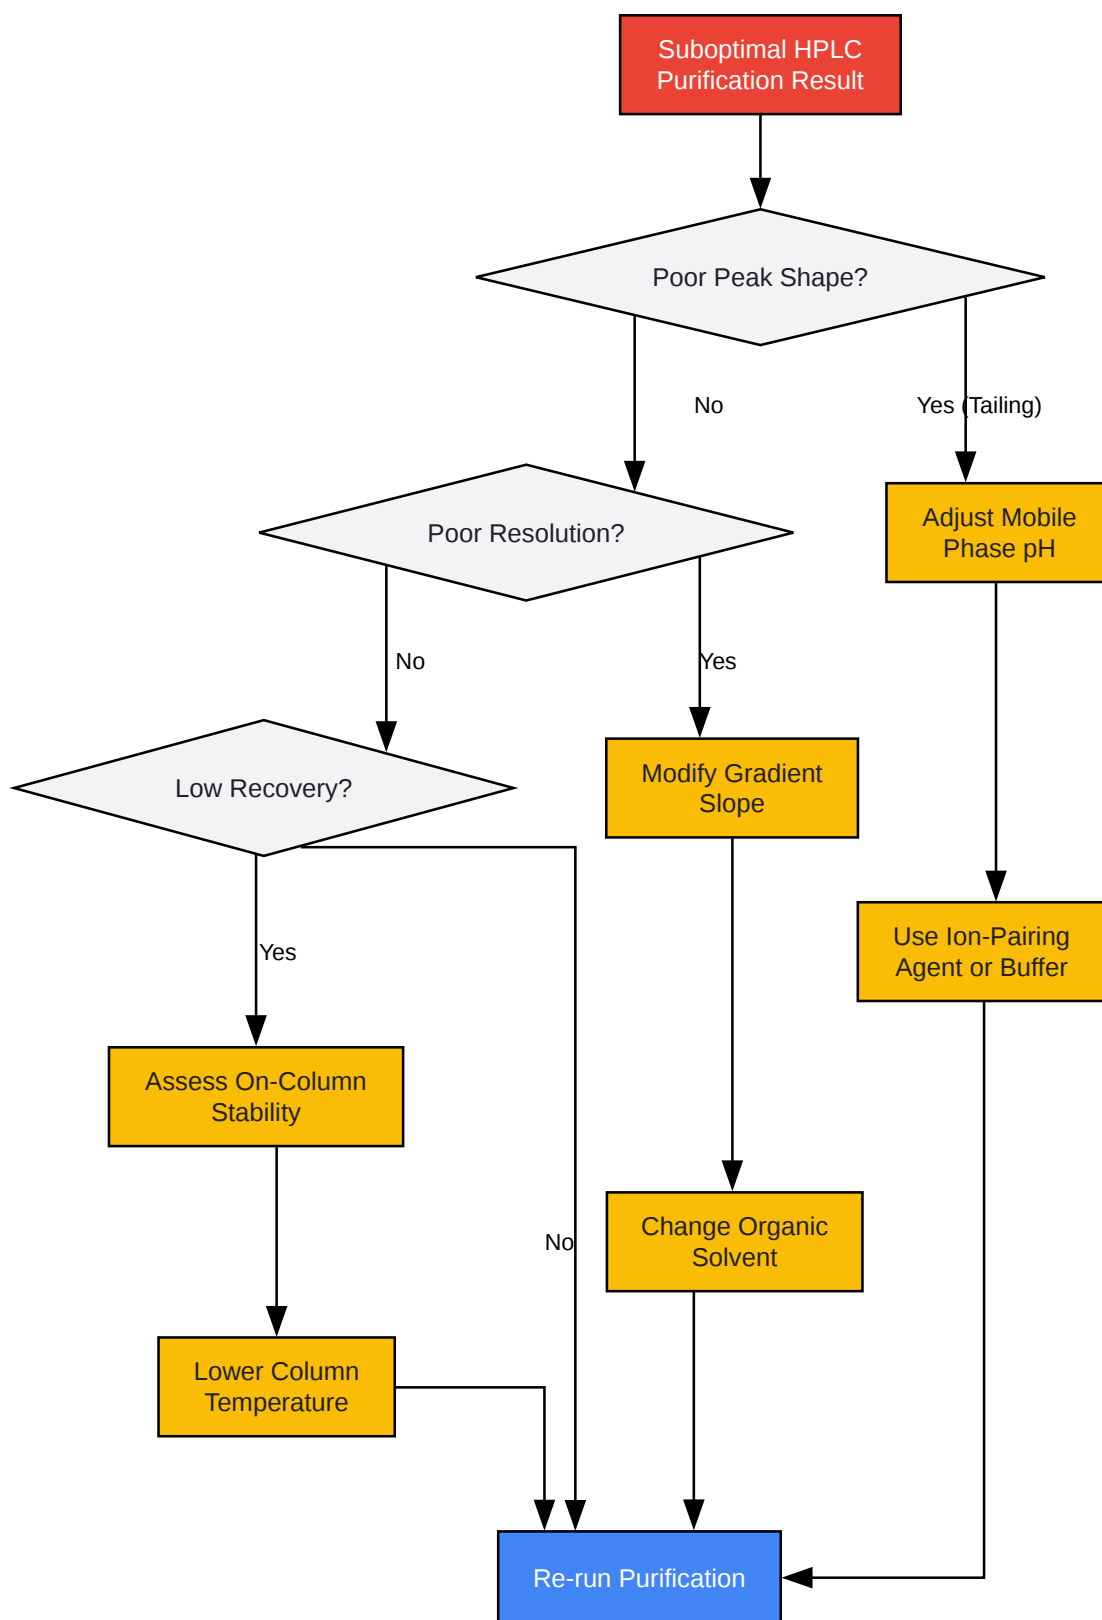 Suboptimal HPLC
Purification Result
Poor Peak Shape?
No
Yes (Tailing)
Poor Resolution?
Adjust Mobile
Phase pH
No
Yes
Low Recovery?
Modify Gradient
Slope
Use Ion-Pairing
Agent or Buffer
Yes
Assess On-Column
Stability
Change Organic
Solvent
No
Lower Column
Temperature
Re-run Purification